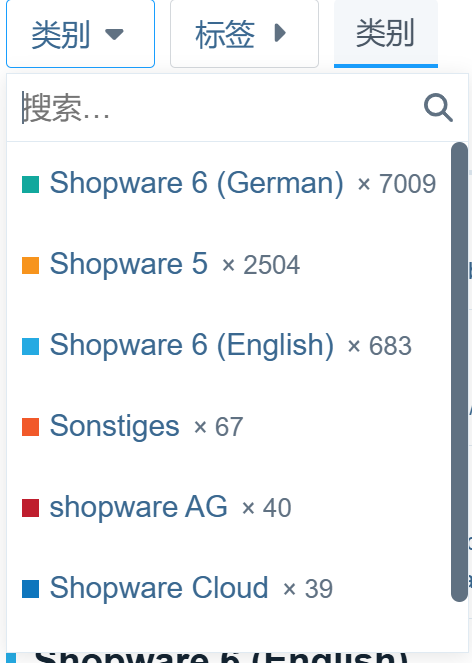 类别 标签 类别
搜索…
Shopware 6 (German) × 7009
Shopware 5 × 2504
Shopware 6 (English) × 683
Sonstiges × 67
shopware AG × 40
Shopware Cloud × 39
Shopware 6 (English)